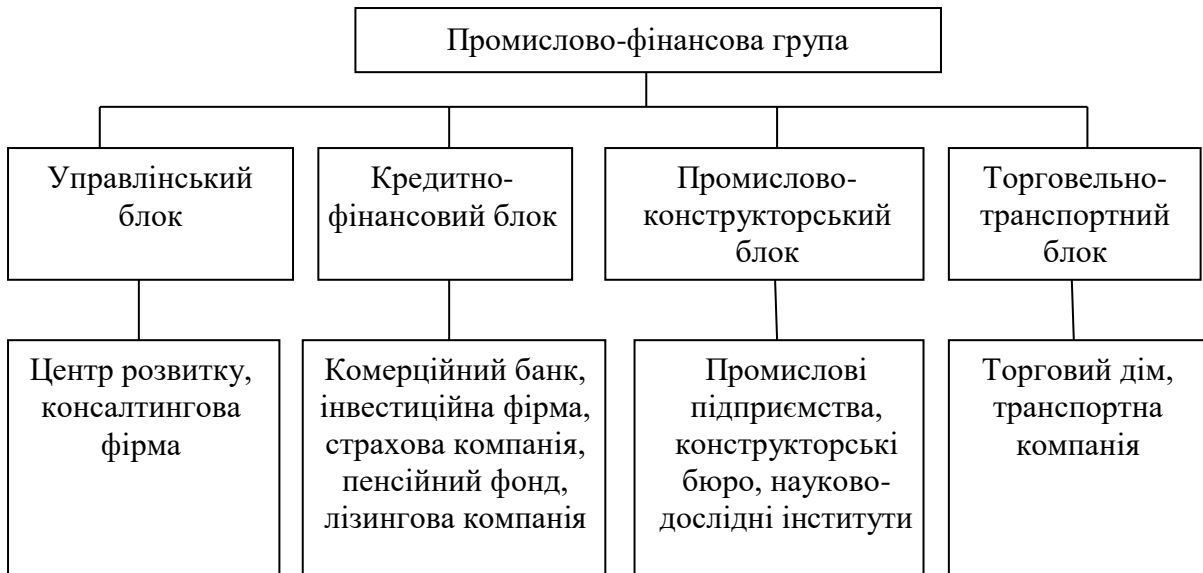 Промислово-фінансова група
Управлінський
блок
Кредитно-
фінансовий блок
Промислово-
конструкторський
блок
Торговельно-
транспортний
блок
Центр розвитку,
консалтингова
фірма
Комерційний банк,
інвестиційна фірма,
страхова компанія,
пенсійний фонд,
лізингова компанія
Промислові
підприємства,
конструкторські
бюро, науково-
дослідні інститути
Торговий дім,
транспортна
компанія